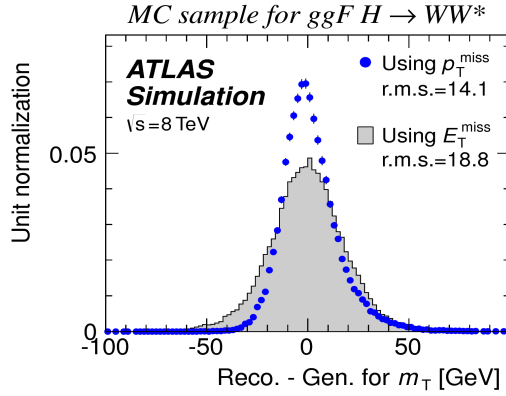 MC sample for ggF H → WW*
ATLAS
Simulation
√s=8 TeV
Using p_T^miss
r.m.s.=14.1
Using E_T^miss
r.m.s.=18.8
Unit normalization
0.05
0
-100 -50 0 50
Reco. - Gen. for m_T [GeV]